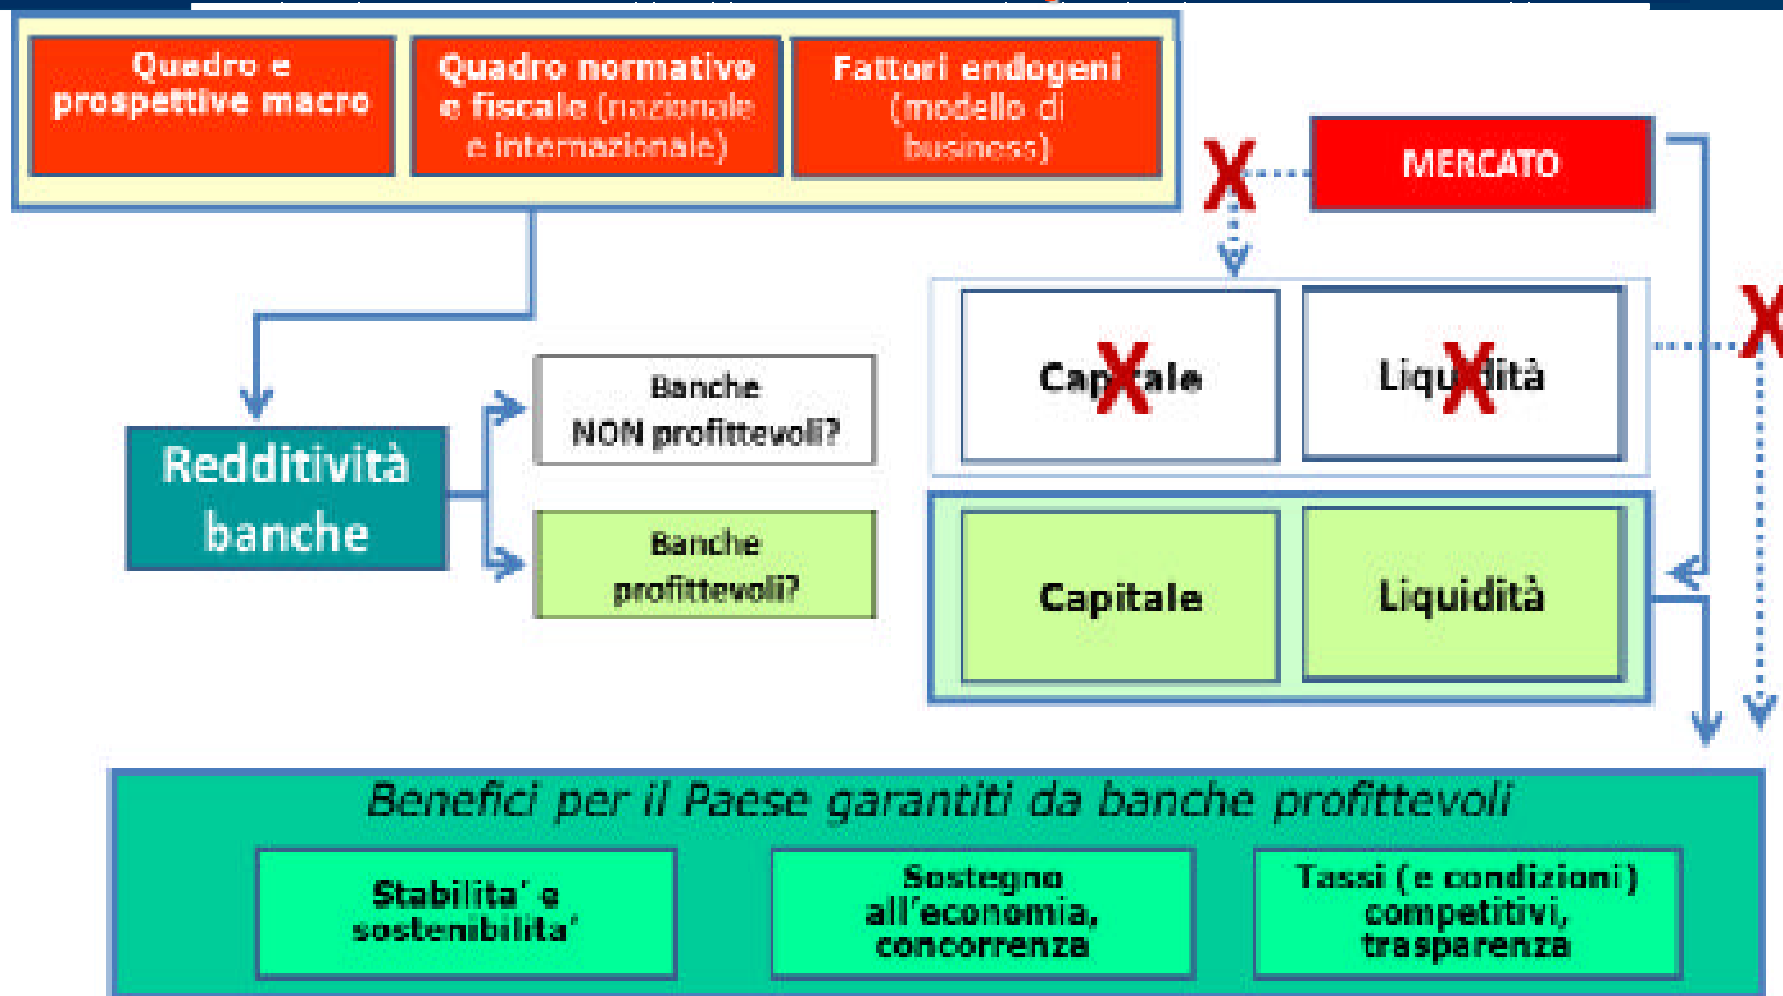 Quadro e
prospettive macro
Quadro normativo
e fiscale (nazionale
e internazionale)
Fattori endogeni
(modello di
business)
MERCATO
Capitale
Liquidità
Banche
NON profittevoli?
Redditività
banche
Banche
profittevoli?
Capitale
Liquidità
Benefici per il Paese garantiti da banche profittevoli
Stabilita' e
sostenibilita'
Sostegno
all'economia,
concorrenza
Tassi (e condizioni)
competitivi,
trasparenza